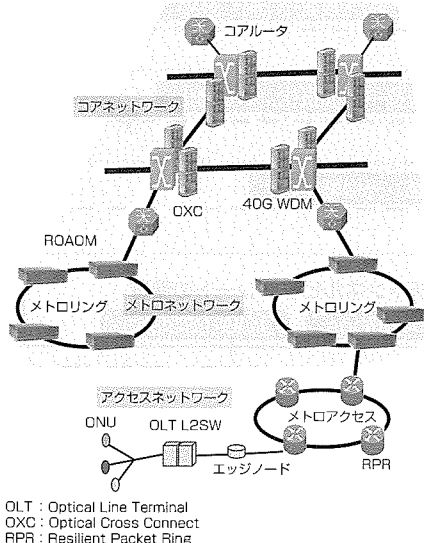 コアルータ
コアネットワーク
OXC
40G WDM
ROAOM
メトロリング
メトロネットワーク
メトロリング
アクセスネットワーク
ONU
OLT L2SW
メトロアクセス
エッジノード
RPR
OLT : Optical Line Terminal
OXC : Optical Cross Connect
RPR : Resilient Packet Ring